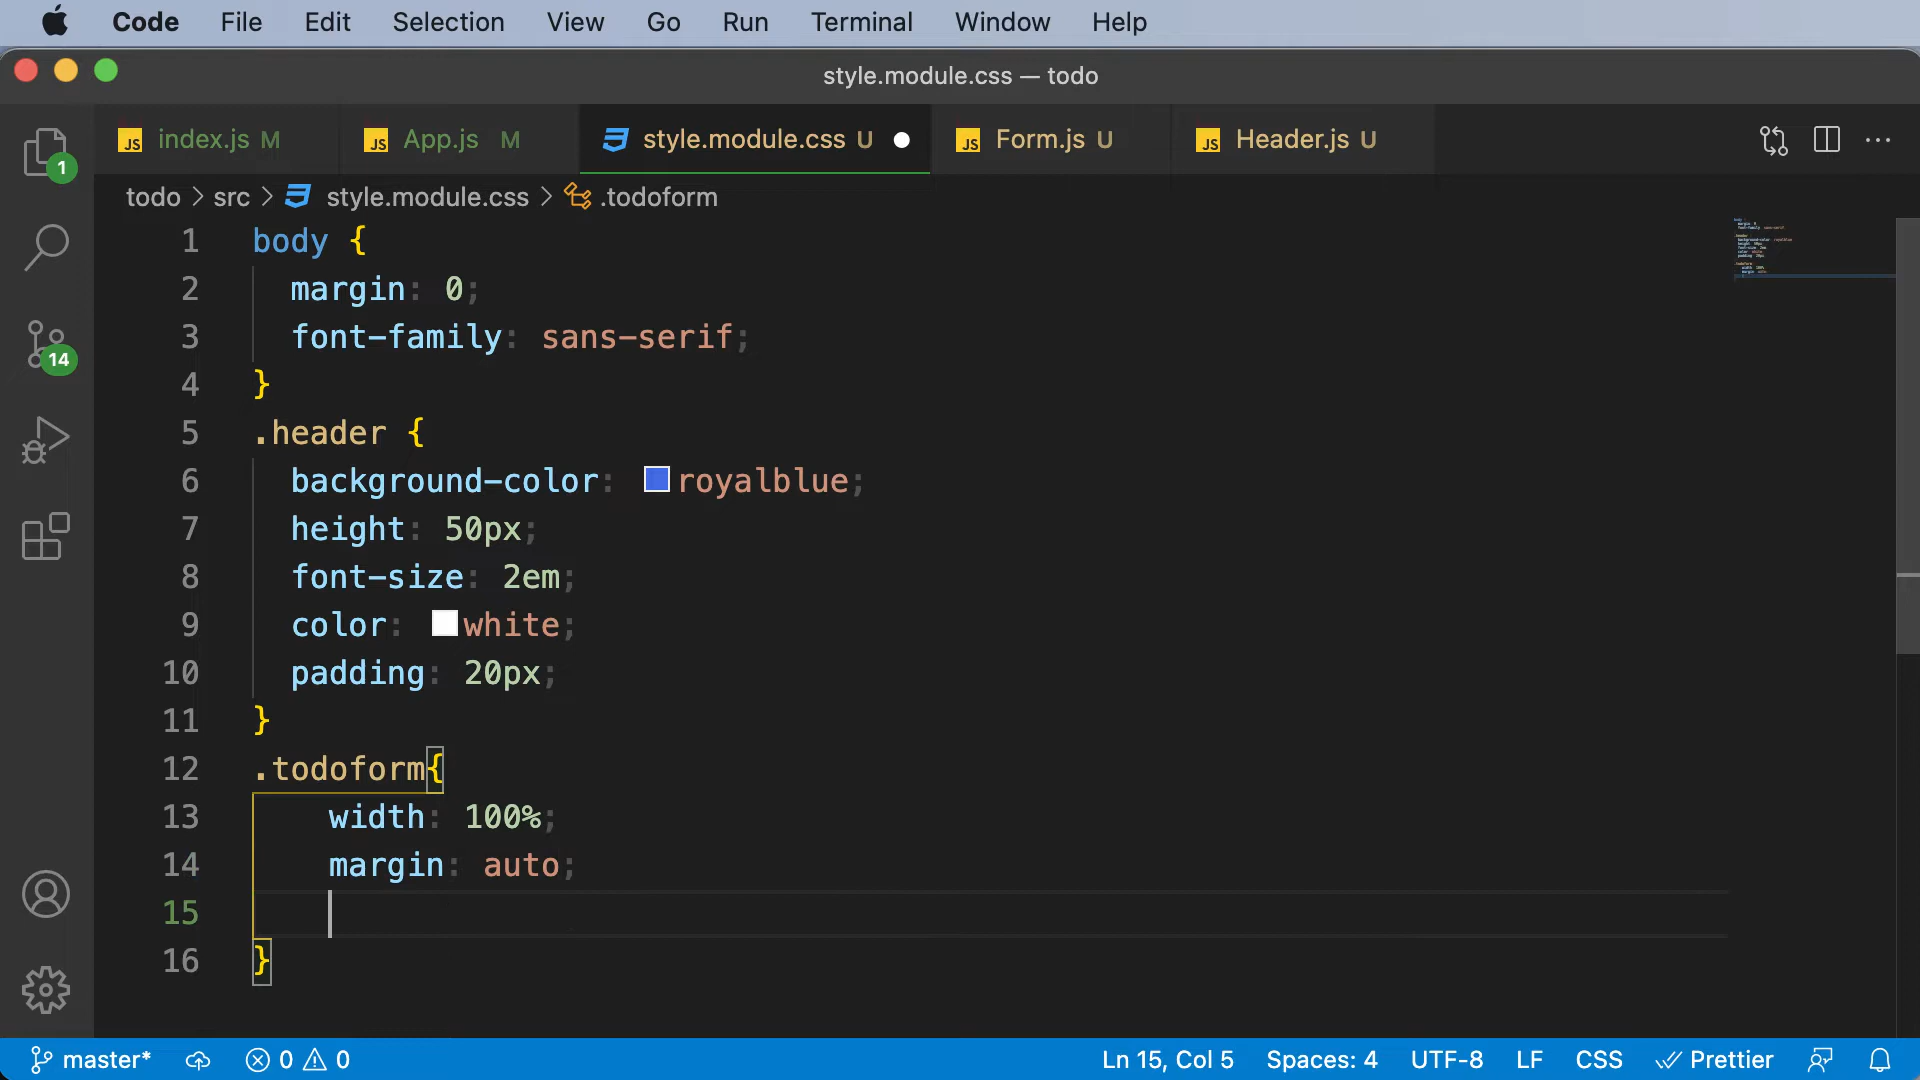 Code File Edit Selection View Go Run Terminal Window Help
style.module.css — todo
JS index.js M JS App.js M style.module.css U JS Form.js U JS Header.js U
todo > src > style.module.css > .todoform
1 body {
2 margin: 0;
3 font-family: sans-serif;
4 }
5 .header {
6 background-color: royalblue;
7 height: 50px;
8 font-size: 2em;
9 color: white;
10 padding: 20px;
11 }
12 .todoform{
13 width: 100%;
14 margin: auto;
15
16 }
1
14
master* 0 0 Ln 15, Col 5 Spaces: 4 UTF-8 LF CSS Prettier